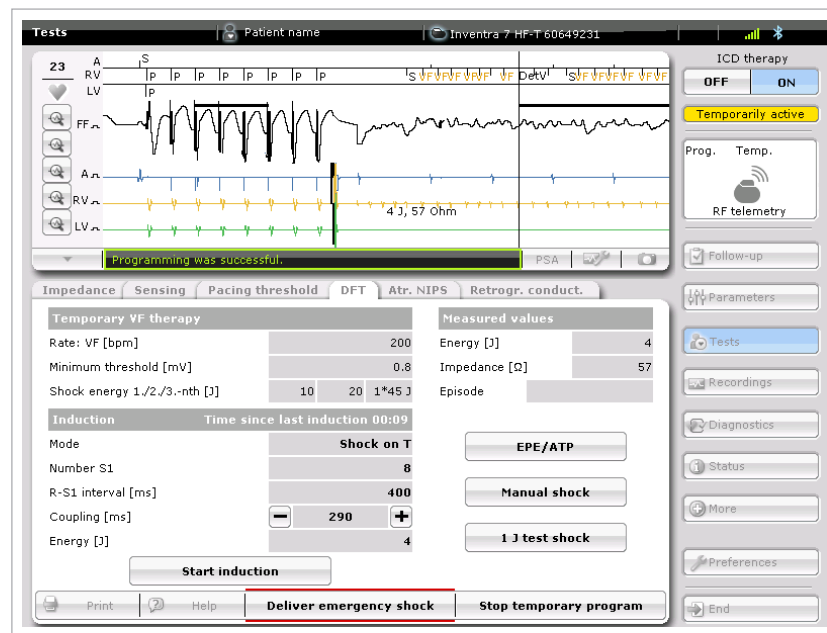 Tests Patient name Inventra 7 HF-T 60649231
23 A S
RV P P P P P P P S VF VF VF VF VF VF DetV S VF VF VF VF VF VF
LV P
FF
A
RV
4 J, 57 Ohm
LV
Programming was successful. PSA
ICD therapy
OFF ON
Temporarily active
Prog. Temp.
RF telemetry
Follow-up
Parameters
Tests
Recordings
Diagnostics
Status
More
Preferences
End
Impedance Sensing Pacing threshold DFT Atr. NIPS Retrogr. conduct.
Temporary VF therapy
Rate: VF [bpm] 200
Minimum threshold [mV] 0.8
Shock energy 1./2./3.-nth [J] 10 20 1*45 J
Measured values
Energy [J] 4
Impedance [Ω] 57
Episode
Induction Time since last induction 00:09
Mode Shock on T
Number S1 8
R-S1 interval [ms] 400
Coupling [ms] 290
Energy [J] 4
Start induction
EPE/ATP
Manual shock
1 J test shock
Print Help Deliver emergency shock Stop temporary program